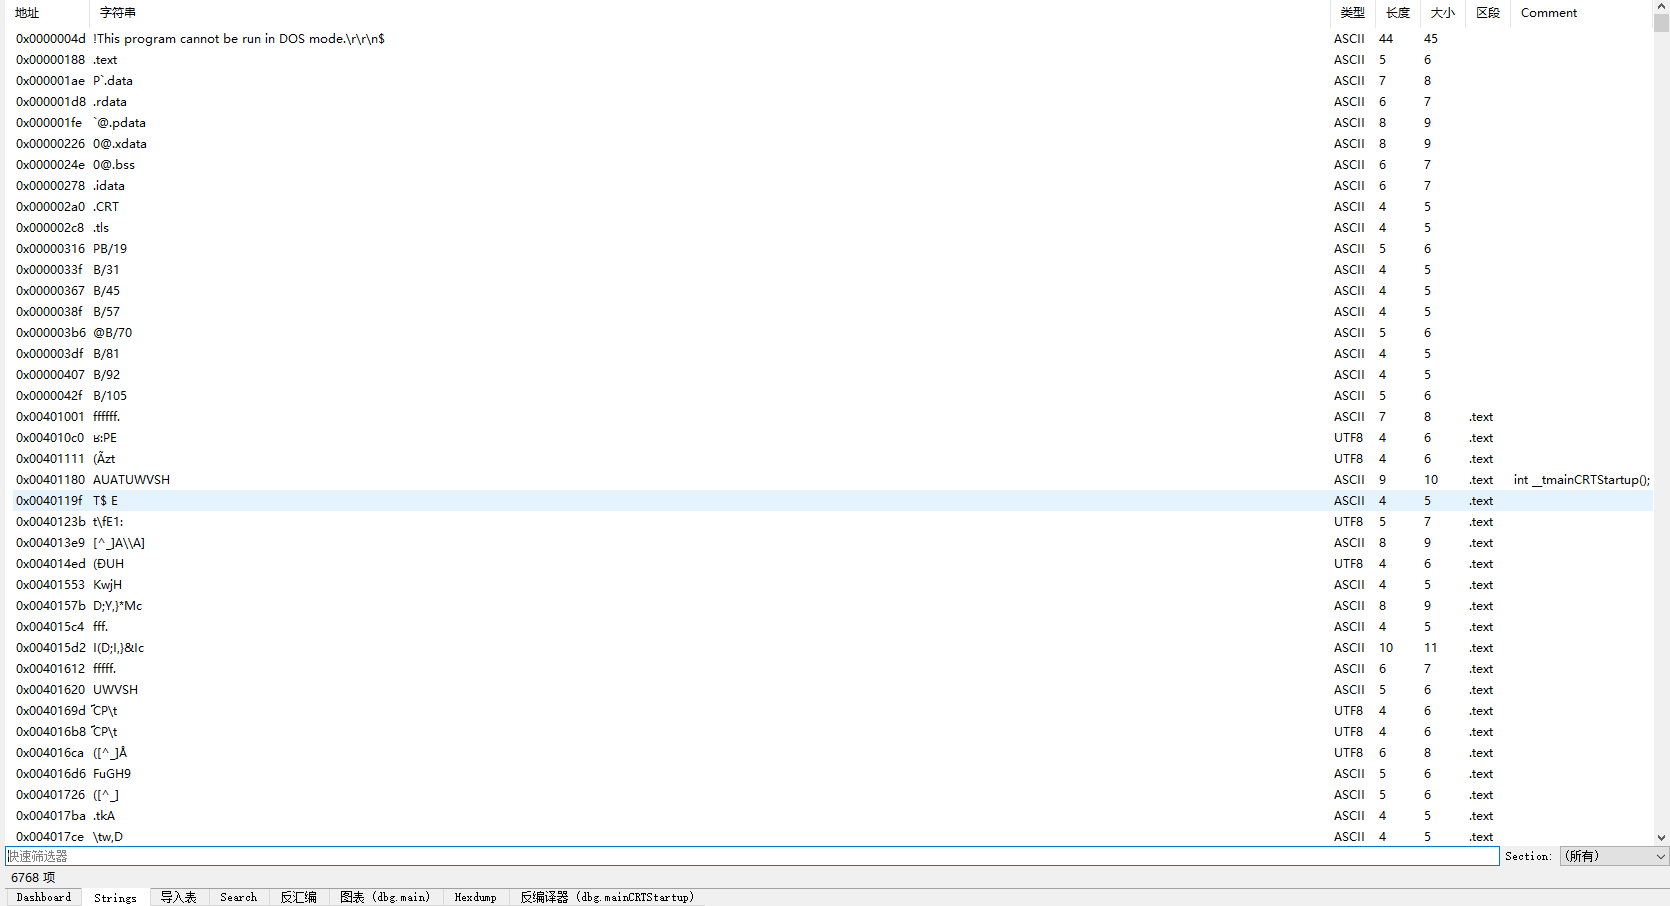 地址 字符串 类型 长度 大小 区段 Comment
0x0000004d !This program cannot be run in DOS mode.\r\r\n$ ASCII 44 45
0x00000188 .text ASCII 5 6
0x000001ae P`.data ASCII 7 8
0x000001d8 .rdata ASCII 6 7
0x000001fe `@.pdata ASCII 8 9
0x00000226 0@.xdata ASCII 8 9
0x0000024e 0@.bss ASCII 6 7
0x00000278 .idata ASCII 6 7
0x000002a0 .CRT ASCII 4 5
0x000002c8 .tls ASCII 4 5
0x00000316 PB/19 ASCII 5 6
0x0000033f B/31 ASCII 4 5
0x00000367 B/45 ASCII 4 5
0x0000038f B/57 ASCII 4 5
0x000003b6 @B/70 ASCII 5 6
0x000003df B/81 ASCII 4 5
0x00000407 B/92 ASCII 4 5
0x0000042f B/105 ASCII 5 6
0x00401001 ffffff. ASCII 7 8 .text
0x004010c0 ʁ:PE UTF8 4 6 .text
0x00401111 (Ãzt UTF8 4 6 .text
0x00401180 AUATUWVSH ASCII 9 10 .text int __tmainCRTStartup();
0x0040119f T$ E ASCII 4 5 .text
0x0040123b t\fE1: UTF8 5 7 .text
0x004013e9 [^_]A\\A] ASCII 8 9 .text
0x004014ed (ÐUH UTF8 4 6 .text
0x00401553 KwjH ASCII 4 5 .text
0x0040157b D;Y,}*Mc ASCII 8 9 .text
0x004015c4 fff. ASCII 4 5 .text
0x004015d2 I(D;I,}&Ic ASCII 10 11 .text
0x00401612 fffff. ASCII 6 7 .text
0x00401620 UWVSH ASCII 5 6 .text
0x0040169d CP\t UTF8 4 6 .text
0x004016b8 CP\t UTF8 4 6 .text
0x004016ca ([^_]Å UTF8 6 8 .text
0x004016d6 FuGH9 ASCII 5 6 .text
0x00401726 ([^_] ASCII 5 6 .text
0x004017ba .tkA ASCII 4 5 .text
0x004017ce \tw,D ASCII 4 5 .text
快速筛选器 Section: (所有)
6768 项
Dashboard Strings 导入表 Search 反汇编 图表 (dbg.main) Hexdump 反编译器 (dbg.mainCRTStartup)